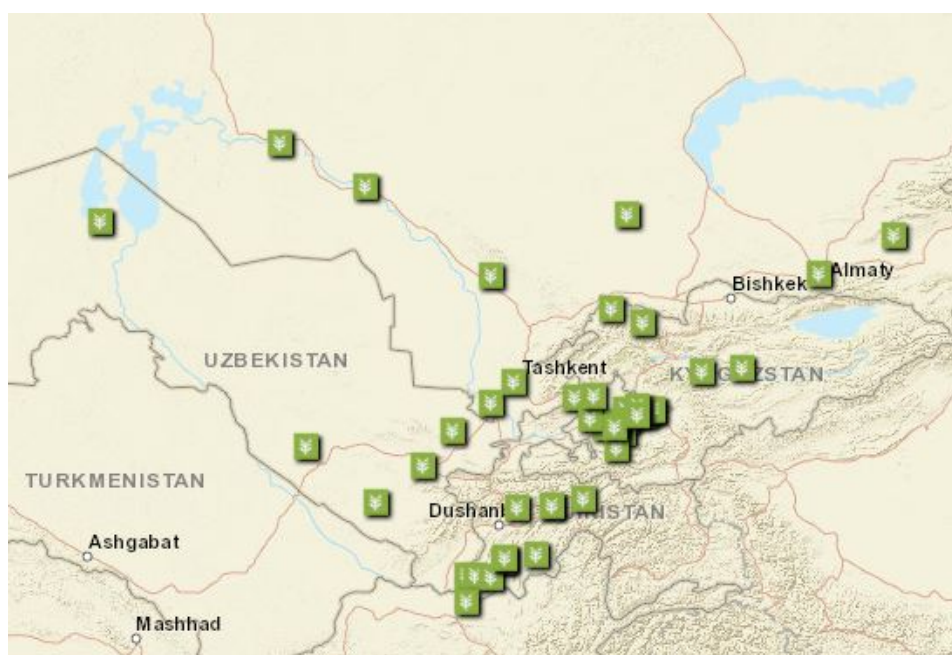 Almaty
Bishkek
UZBEKISTAN
Tashkent
TURKMENISTAN
Ashgabat
Mashhad